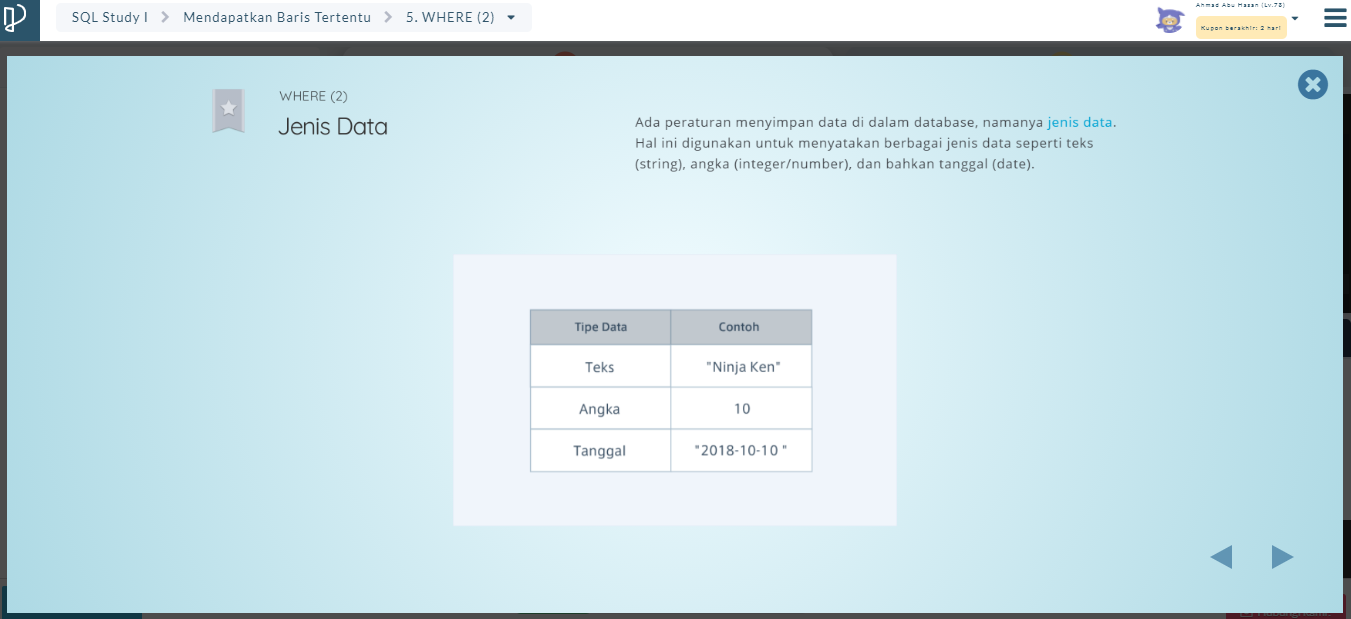 SQL Study I
Mendapatkan Baris Tertentu
5. WHERE (2)
Ahmad Abu Hasan (Lv.78)
Kupon berakhir: 2 hari
WHERE (2)
Jenis Data
Ada peraturan menyimpan data di dalam database, namanya jenis data.
Hal ini digunakan untuk menyatakan berbagai jenis data seperti teks
(string), angka (integer/number), dan bahkan tanggal (date).
Tipe Data Contoh
Teks "Ninja Ken"
Angka 10
Tanggal "2018-10-10 "